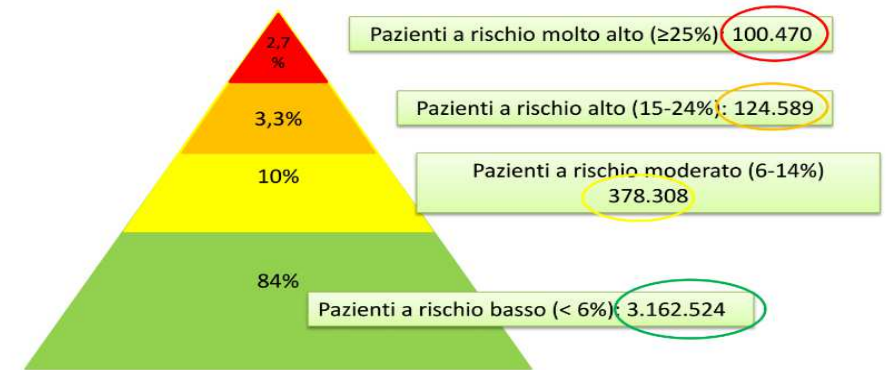 2,7
%
Pazienti a rischio molto alto (≥25%): 100.470
3,3%
Pazienti a rischio alto (15-24%): 124.589
10%
Pazienti a rischio moderato (6-14%)
378.308
84%
Pazienti a rischio basso (< 6%): 3.162.524